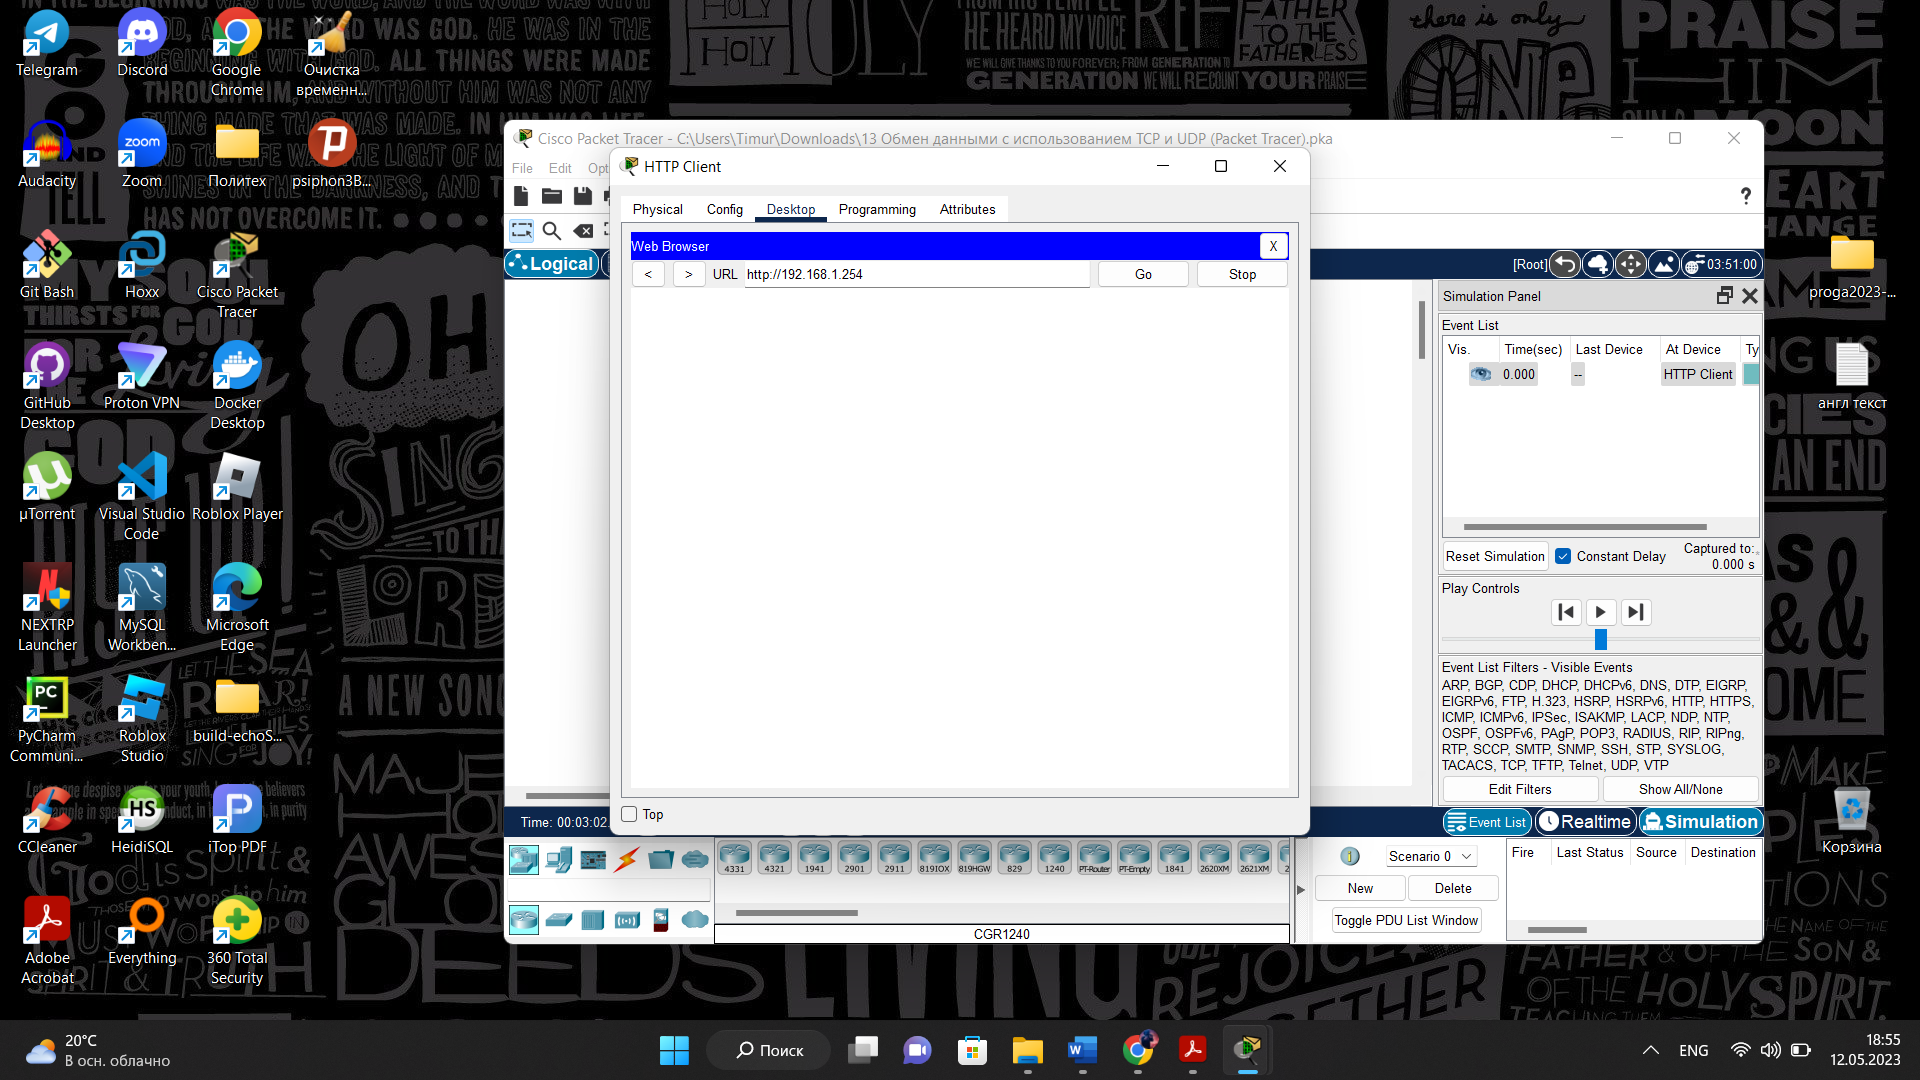 Telegram
Discord
Google Chrome
Очистка временн...
Audacity
Zoom
Политех
psiphon3B...
Git Bash
Hoxx
Cisco Packet Tracer
GitHub Desktop
Proton VPN
Docker Desktop
µTorrent
Visual Studio Code
Roblox Player
NEXTRP Launcher
MySQL Workben...
Microsoft Edge
PyCharm Communi...
Roblox Studio
build-echoS...
CCleaner
HeidiSQL
iTop PDF
Adobe Acrobat
Everything
360 Total Security
Cisco Packet Tracer - C:\Users\Timur\Downloads\13 Обмен данными с использованием TCP и UDP (Packet Tracer).pka
File Edit Opt
HTTP Client
Physical Config Desktop Programming Attributes
Web Browser X
< > URL http://192.168.1.254 Go Stop
Top
Logical
[Root] 03:51:00
Simulation Panel
Event List
Vis. Time(sec) Last Device At Device Ty
0.000 -- HTTP Client
Reset Simulation Constant Delay Captured to:
0.000 s
Play Controls
Event List Filters - Visible Events
ARP, BGP, CDP, DHCP, DHCPv6, DNS, DTP, EIGRP,
EIGRPv6, FTP, H.323, HSRP, HSRPv6, HTTP, HTTPS,
ICMP, ICMPv6, IPSec, ISAKMP, LACP, NDP, NTP,
OSPF, OSPFv6, PAgP, POP3, RADIUS, RIP, RIPng,
RTP, SCCP, SMTP, SNMP, SSH, STP, SYSLOG,
TACACS, TCP, TFTP, Telnet, UDP, VTP
Edit Filters Show All/None
Time: 00:03:02. Event List Realtime Simulation
4331 4321 1941 2901 2911 819IOX 819HGW 829 1240 PT-Router PT-Empty 1841 2620XM 2621XM
CGR1240
Scenario 0
New Delete
Toggle PDU List Window
Fire Last Status Source Destination
proga2023-...
англ текст
Корзина
20°C
В осн. облачно
Поиск
ENG
18:55
12.05.2023